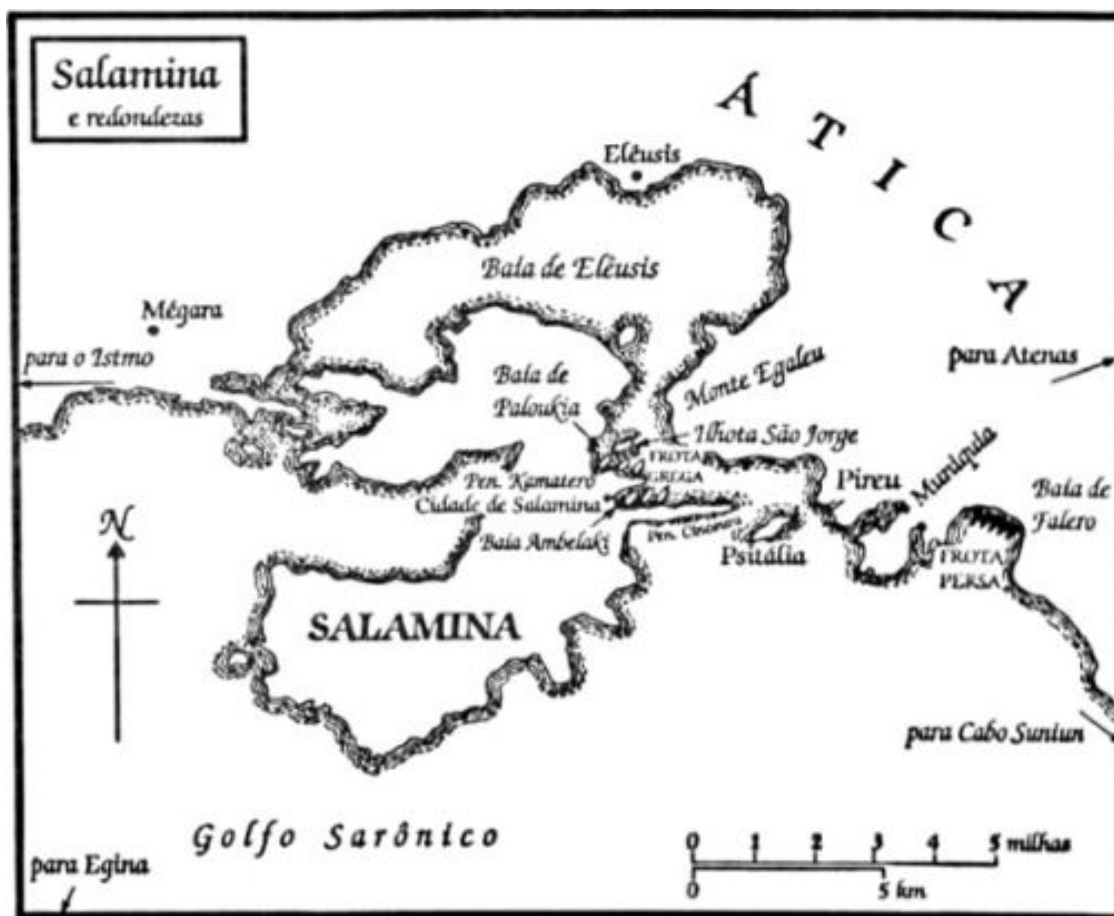 Salamina
e redondezas
ÁTICA
Elêusis
Baía de Elêusis
Mégara
para o Istmo
para Atenas
Monte Egaleu
Baía de
Paloukia
Ilhota São Jorge
FROTA
GREGA
Pen. Kamatero
Cidade de Salamina
Baía Ambelaki
Pen.
Psitália
Pireu
Muníquia
Baía de
Falero
FROTA
PERSA
N
SALAMINA
para Cabo Suniun
Golfo Sarônico
para Egina
0 1 2 3 4 5 milhas
0 5 km